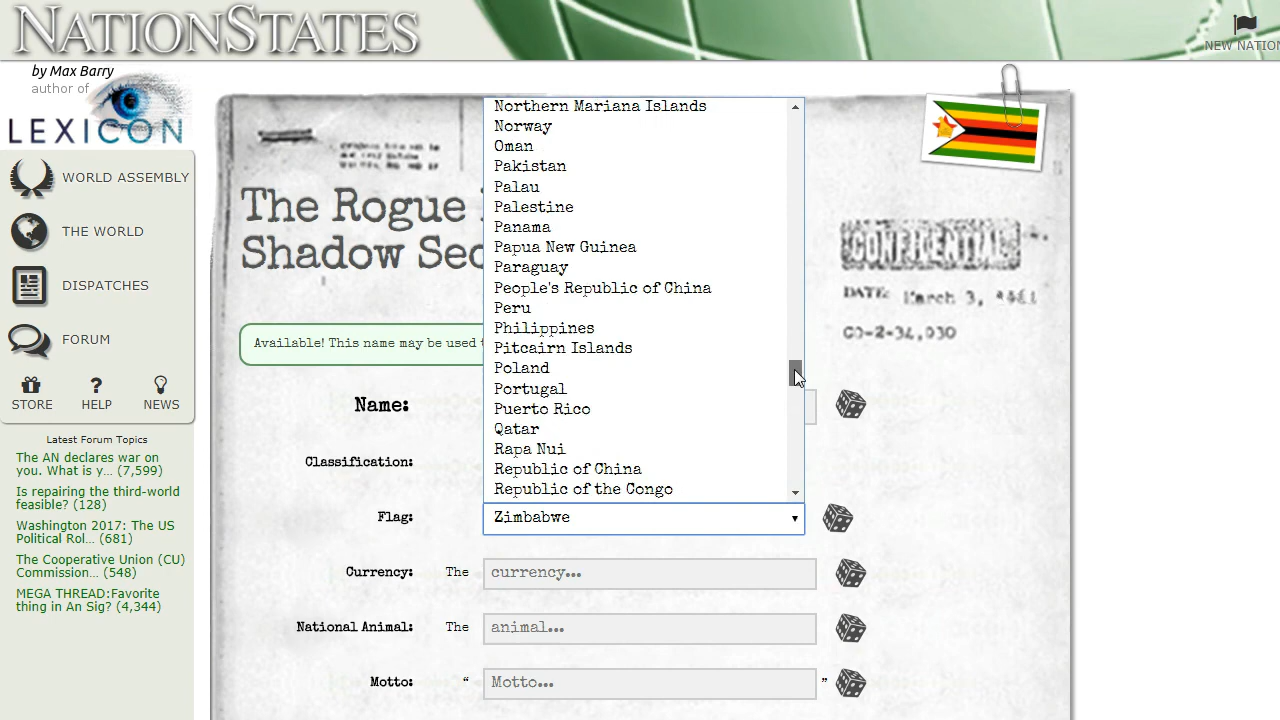 NATIONSTATES
NEW NATION
by Max Barry
author of
LEXICON
WORLD ASSEMBLY
THE WORLD
DISPATCHES
FORUM
STORE
HELP
NEWS
Latest Forum Topics
The AN declares war on
you. What is y... (7,599)
Is repairing the third-world
feasible? (128)
Washington 2017: The US
Political Rol... (681)
The Cooperative Union (CU)
Commission... (548)
MEGA THREAD:Favorite
thing in An Sig? (4,344)
The Rogue
Shadow Sec
CONFIDENTIAL
DATE: March 3,
Available! This name may be used t
Name:
Classification:
Flag:
Northern Mariana Islands
Norway
Oman
Pakistan
Palau
Palestine
Panama
Papua New Guinea
Paraguay
People's Republic of China
Peru
Philippines
Pitcairn Islands
Poland
Portugal
Puerto Rico
Qatar
Rapa Nui
Republic of China
Republic of the Congo
Zimbabwe
Currency: The currency...
National Animal: The animal...
Motto: “ Motto... ”